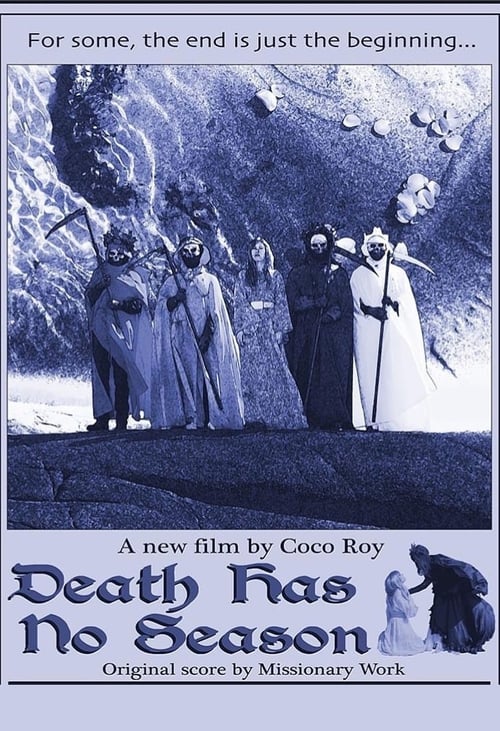 For some, the end is just the beginning...
A new film by Coco Roy
Death Has
No Season
Original score by Missionary Work